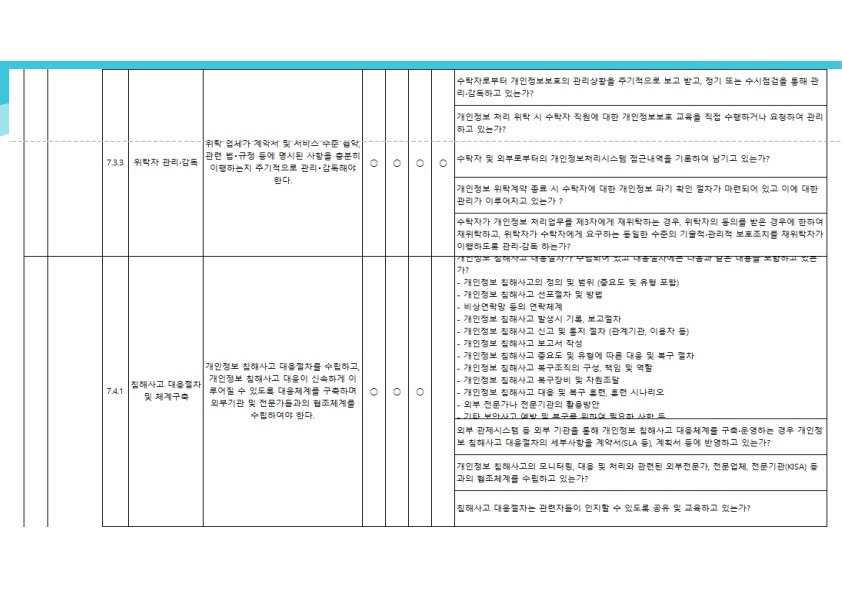 수탁자로부터 개인정보보호의 관리상황을 주기적으로 보고 받고, 정기 또는 수시점검을 통해 관
리·감독하고 있는가?
개인정보 처리 위탁 시 수탁자 직원에 대한 개인정보보호 교육을 직접 수행하거나 요청하여 관리
하고 있는가?
7.3.3
위탁자 관리·감독
위탁 업체가 계약서 및 서비스 수준 협약,
관련 법·규정 등에 명시된 사항을 충분히
이행하는지 주기적으로 관리·감독해야
한다.
○ ○ ○ ○
수탁자 및 외부로부터의 개인정보처리시스템 접근내역을 기록하여 남기고 있는가?
개인정보 위탁계약 종료 시 수탁자에 대한 개인정보 파기 확인 절차가 마련되어 있고 이에 대한
관리가 이루어지고 있는가 ?
수탁자가 개인정보 처리업무를 제3자에게 재위탁하는 경우, 위탁자의 동의를 받은 경우에 한하여
재위탁하고, 위탁자가 수탁자에게 요구하는 동일한 수준의 기술적·관리적 보호조치를 재위탁자가
이행하도록 관리·감독 하는가?
7.4.1
침해사고 대응절차
및 체계구축
개인정보 침해사고 대응절차를 수립하고,
개인정보 침해사고 대응이 신속하게 이
루어질 수 있도록 대응체계를 구축하며
외부기관 및 전문가들과의 협조체계를
수립하여야 한다.
○ ○ ○
개인정보 침해사고 대응절차가 수립되어 있고 대응절차에는 다음과 같은 내용을 포함하고 있는
가?
- 개인정보 침해사고의 정의 및 범위 (중요도 및 유형 포함)
- 개인정보 침해사고 선포절차 및 방법
- 비상연락망 등의 연락체계
- 개인정보 침해사고 발생시 기록, 보고절차
- 개인정보 침해사고 신고 및 통지 절차 (관계기관, 이용자 등)
- 개인정보 침해사고 보고서 작성
- 개인정보 침해사고 중요도 및 유형에 따른 대응 및 복구 절차
- 개인정보 침해사고 복구조직의 구성, 책임 및 역할
- 개인정보 침해사고 복구장비 및 자원조달
- 개인정보 침해사고 대응 및 복구 훈련, 훈련 시나리오
- 외부 전문가나 전문기관의 활용방안
- 기타 보안사고 예방 및 복구를 위하여 필요한 사항 등
외부 관제시스템 등 외부 기관을 통해 개인정보 침해사고 대응체계를 구축·운영하는 경우 개인정
보 침해사고 대응절차의 세부사항을 계약서(SLA 등), 계획서 등에 반영하고 있는가?
개인정보 침해사고의 모니터링, 대응 및 처리와 관련된 외부전문가, 전문업체, 전문기관(KISA) 등
과의 협조체계를 수립하고 있는가?
침해사고 대응절차는 관련자들이 인지할 수 있도록 공유 및 교육하고 있는가?